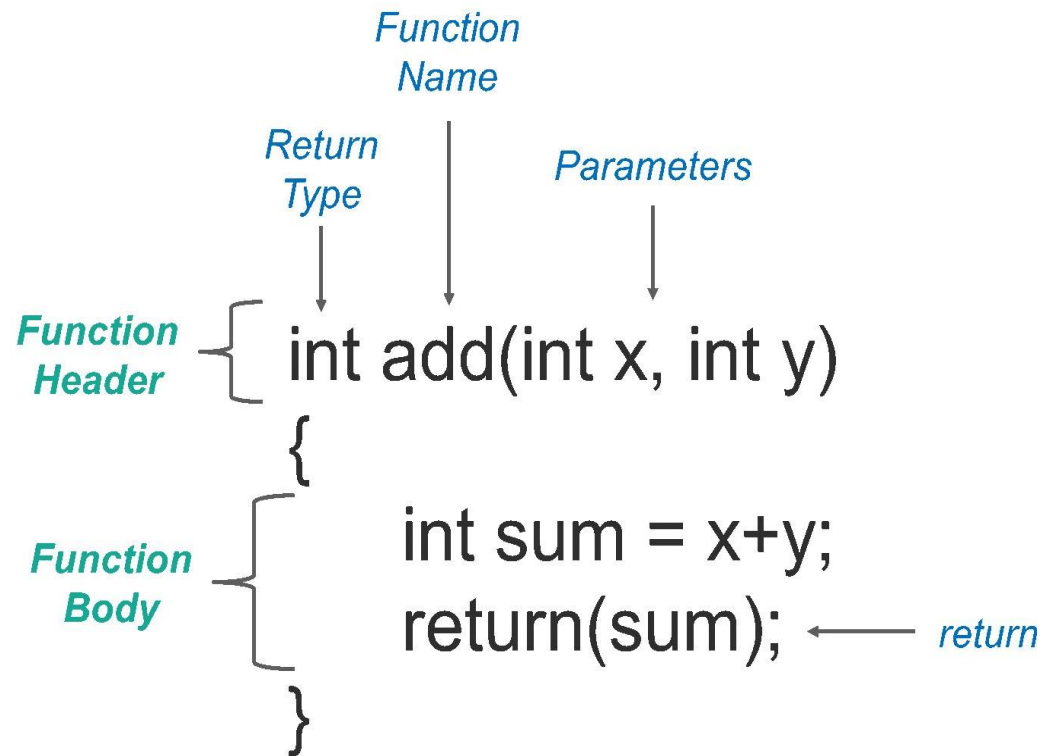 Function
Name
Return
Type
Parameters
Function
Header
int add(int x, int y)
{
Function
Body
int sum = x+y;
return(sum);
return
}